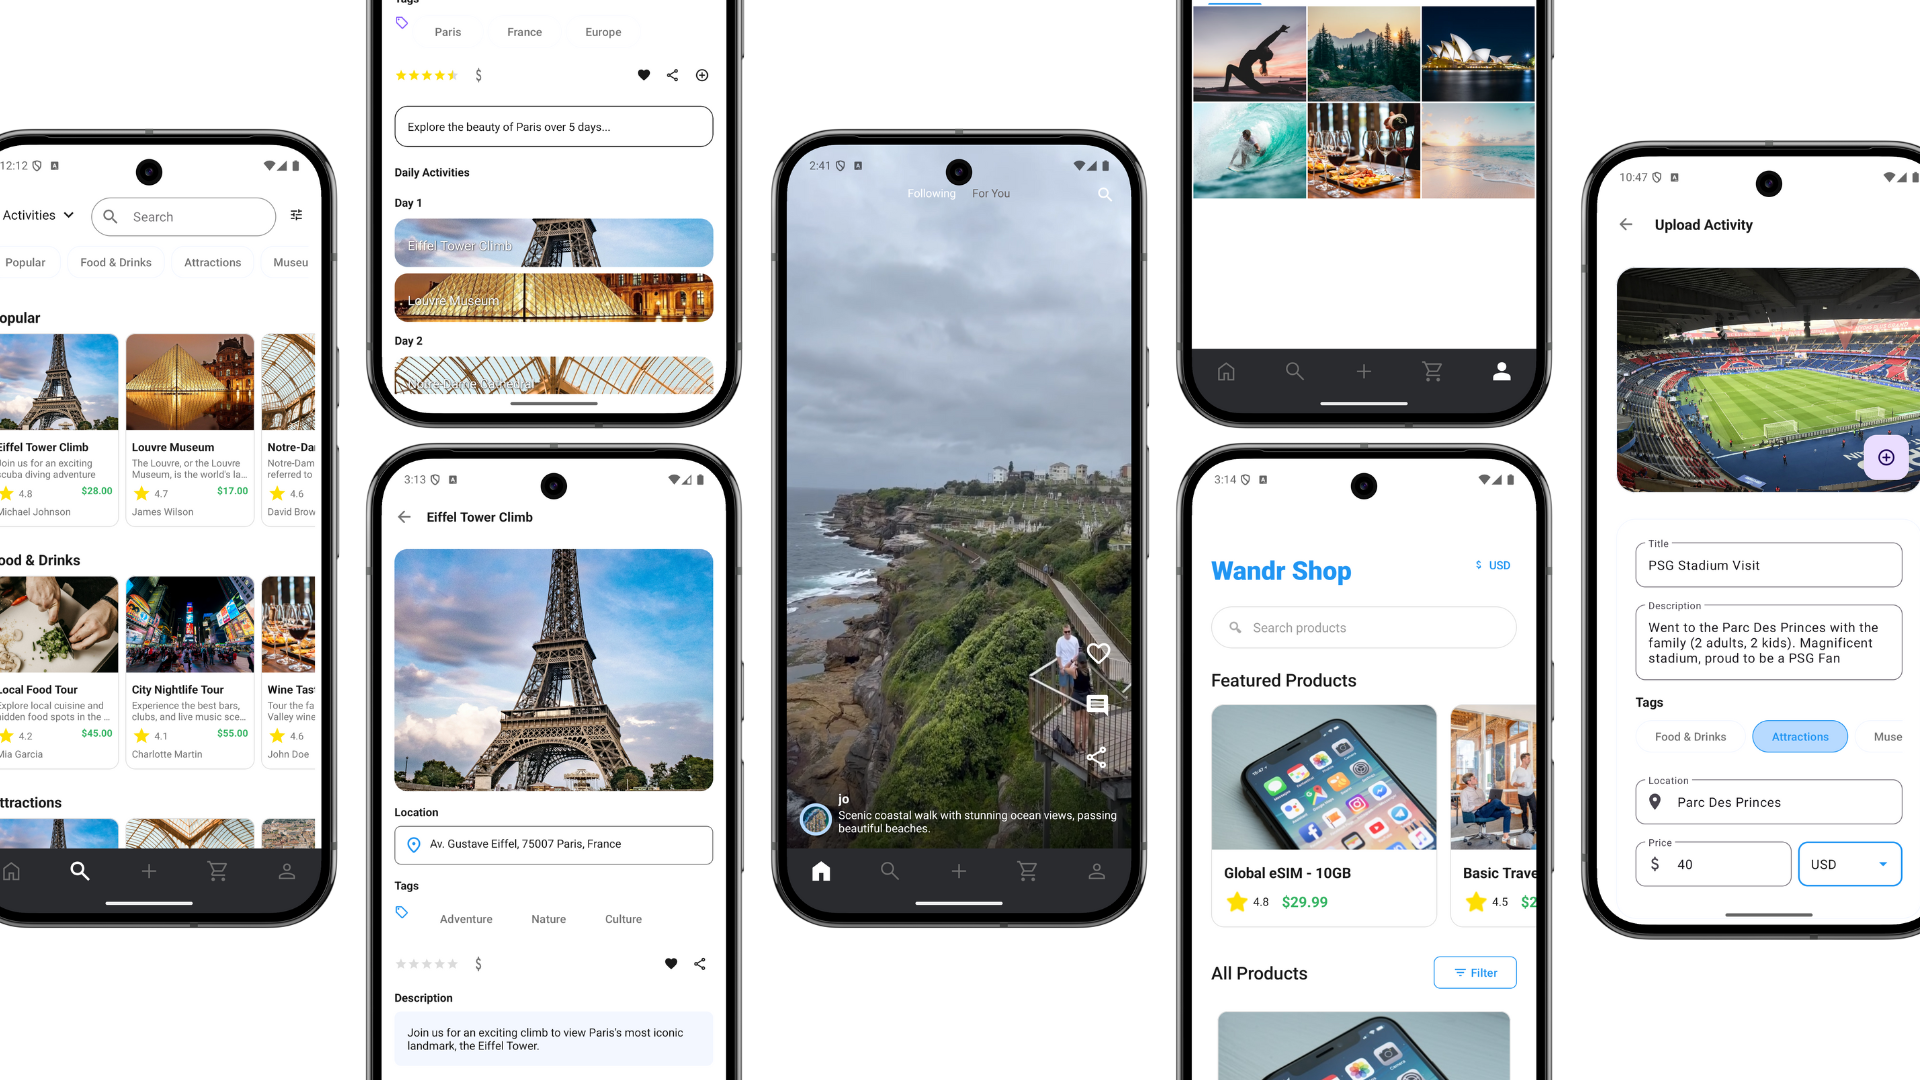 12:12
Activities
Search
Popular
Food & Drinks
Attractions
Museu
opular
Eiffel Tower Climb
Join us for an exciting
scuba diving adventure
4.8
$28.00
Michael Johnson
Louvre Museum
The Louvre, or the Louvre
Museum, is the world's la...
4.7
$17.00
James Wilson
Notre-Da
Notre-Dam
referred to
4.6
David Brow
ood & Drinks
Local Food Tour
Explore local cuisine and
hidden food spots in the ...
4.2
$45.00
Mia Garcia
City Nightlife Tour
Experience the best bars,
clubs, and live music sce...
4.1
$55.00
Charlotte Martin
Wine Tas
Tour the fa
Valley wine
4.6
John Doe
ttractions
Tags
Paris
France
Europe
$
Explore the beauty of Paris over 5 days...
Daily Activities
Day 1
Eiffel Tower Climb
Louvre Museum
Day 2
Notre-Dame Cathedral
3:13
Eiffel Tower Climb
Location
Av. Gustave Eiffel, 75007 Paris, France
Tags
Adventure
Nature
Culture
$
Description
Join us for an exciting climb to view Paris's most iconic
landmark, the Eiffel Tower.
2:41
Following
For You
jo
Scenic coastal walk with stunning ocean views, passing
beautiful beaches.
3:14
Wandr Shop
$ USD
Search products
Featured Products
Global eSIM - 10GB
4.8
$29.99
Basic Trave
4.5
$2
All Products
Filter
10:47
Upload Activity
Title
PSG Stadium Visit
Description
Went to the Parc Des Princes with the
family (2 adults, 2 kids). Magnificent
stadium, proud to be a PSG Fan
Tags
Food & Drinks
Attractions
Muse
Location
Parc Des Princes
Price
$ 40
USD